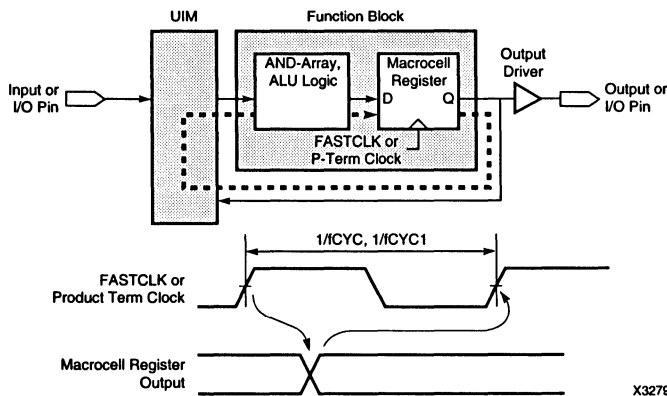 UIM
Function Block
AND-Array,
ALU Logic
Macrocell
Register
Output
Driver
Input or
I/O Pin
D
Q
Output or
I/O Pin
FASTCLK or
P-Term Clock
1/fCYC, 1/fCYC1
FASTCLK or
Product Term Clock
Macrocell Register
Output
X3279